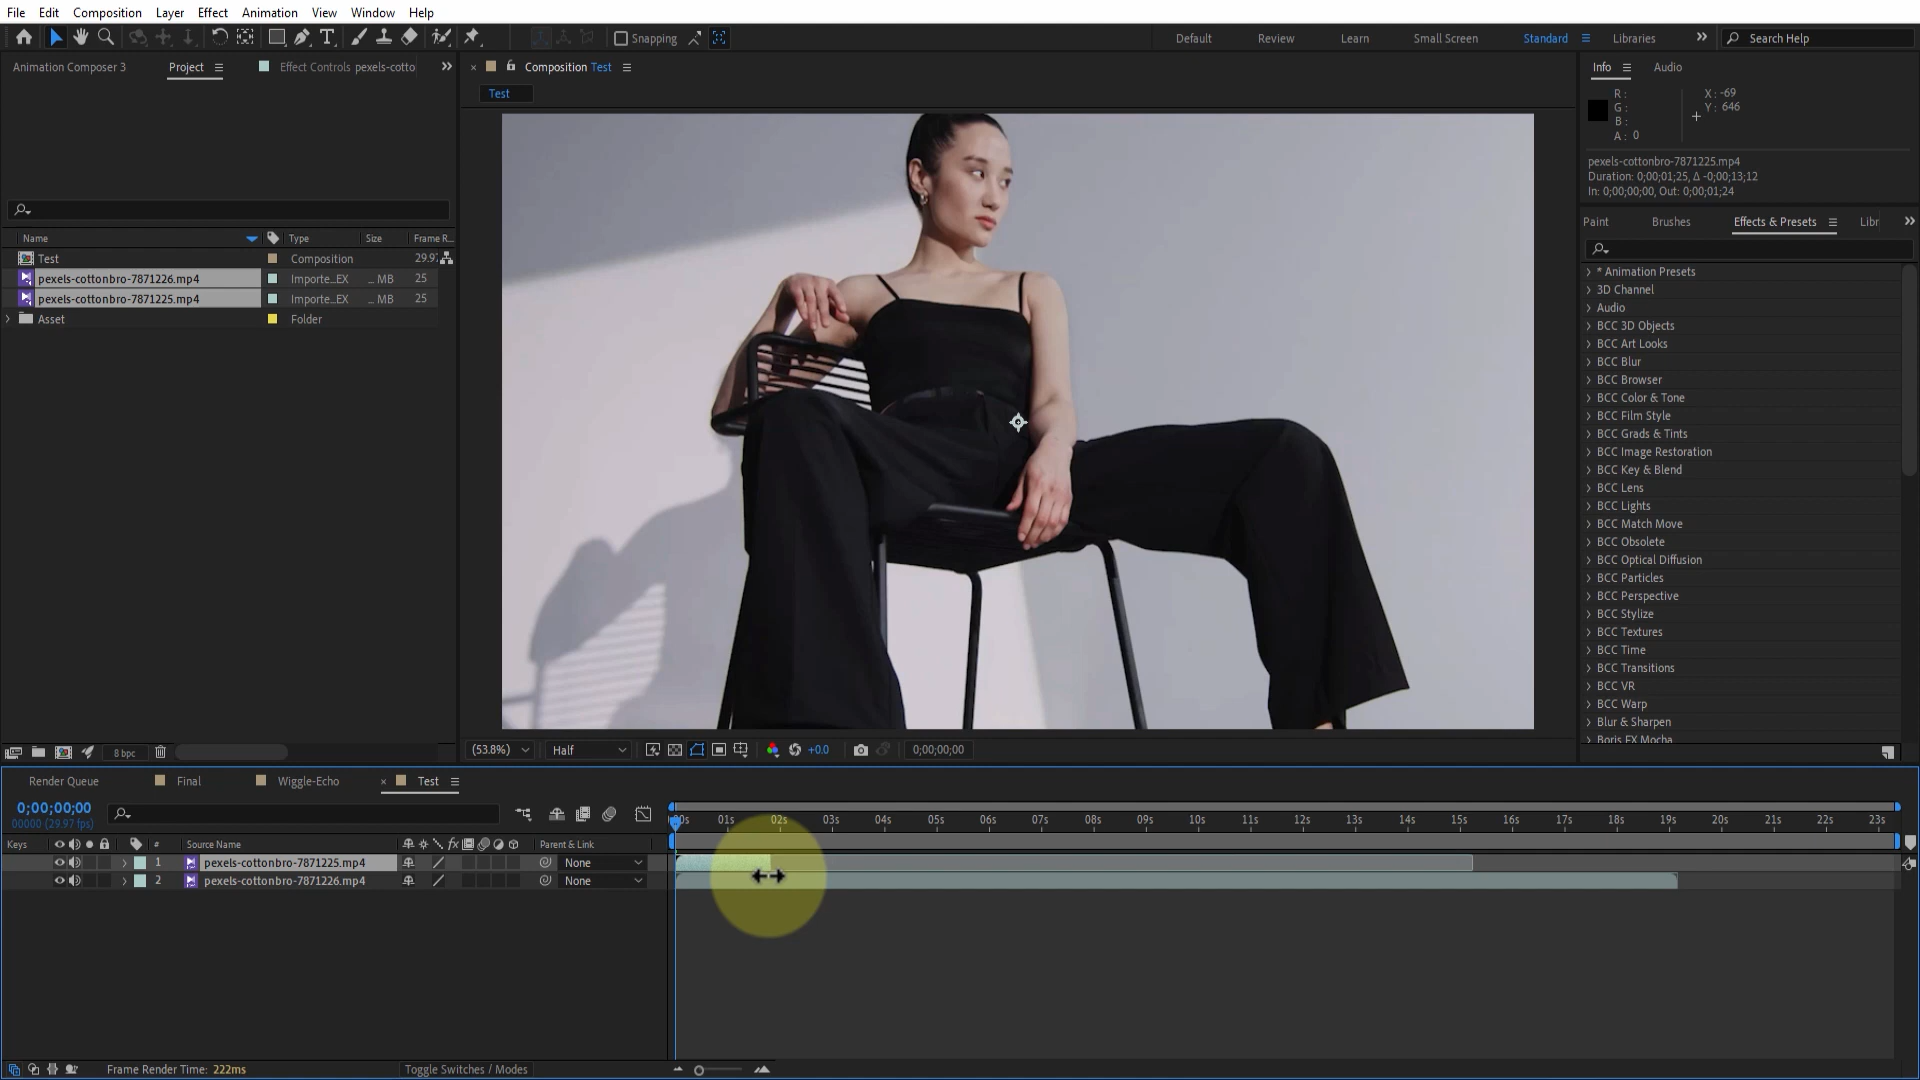 File Edit Composition Layer Effect Animation View Window Help
Snapping
Default Review Learn Small Screen Standard Libraries Search Help
Animation Composer 3 Project Effect Controls pexels-cotto
Composition Test
Info Audio
Test
R :
G :
B :
A : 0
X : -69
Y : 646
pexels-cottonbro-7871225.mp4
Duration: 0;00;01;25, Δ -0;00;13;12
In: 0;00;00;00, Out: 0;00;01;24
Paint Brushes Effects & Presets Libr
Name Type Size Frame R...
Test Composition 29.97
pexels-cottonbro-7871226.mp4 Importe...EX ... MB 25
pexels-cottonbro-7871225.mp4 Importe...EX ... MB 25
Asset Folder
* Animation Presets
3D Channel
Audio
BCC 3D Objects
BCC Art Looks
BCC Blur
BCC Browser
BCC Color & Tone
BCC Film Style
BCC Grads & Tints
BCC Image Restoration
BCC Key & Blend
BCC Lens
BCC Lights
BCC Match Move
BCC Obsolete
BCC Optical Diffusion
BCC Particles
BCC Perspective
BCC Stylize
BCC Textures
BCC Time
BCC Transitions
BCC VR
BCC Warp
Blur & Sharpen
Boris FX Mocha
8 bpc
(53.8%) Half +0.0 0;00;00;00
Render Queue Final Wiggle-Echo Test
0;00;00;00
00000 (29.97 fps)
:00s 01s 02s 03s 04s 05s 06s 07s 08s 09s 10s 11s 12s 13s 14s 15s 16s 17s 18s 19s 20s 21s 22s 23s
Keys # Source Name fx Parent & Link
1 pexels-cottonbro-7871225.mp4 None
2 pexels-cottonbro-7871226.mp4 None
Frame Render Time: 222ms Toggle Switches / Modes